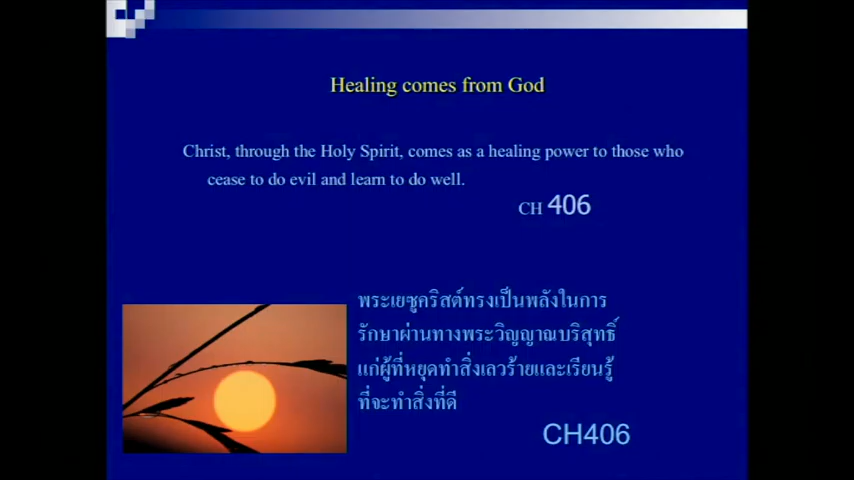 Healing comes from God
Christ, through the Holy Spirit, comes as a healing power to those who
cease to do evil and learn to do well.
CH 406
พระเยซูคริสต์ทรงเป็นพลังในการ
รักษาผ่านทางพระวิญญาณบริสุทธิ์
แก่ผู้ที่หยุดทำสิ่งเลวร้ายและเรียนรู้
ที่จะทำสิ่งที่ดี
CH406